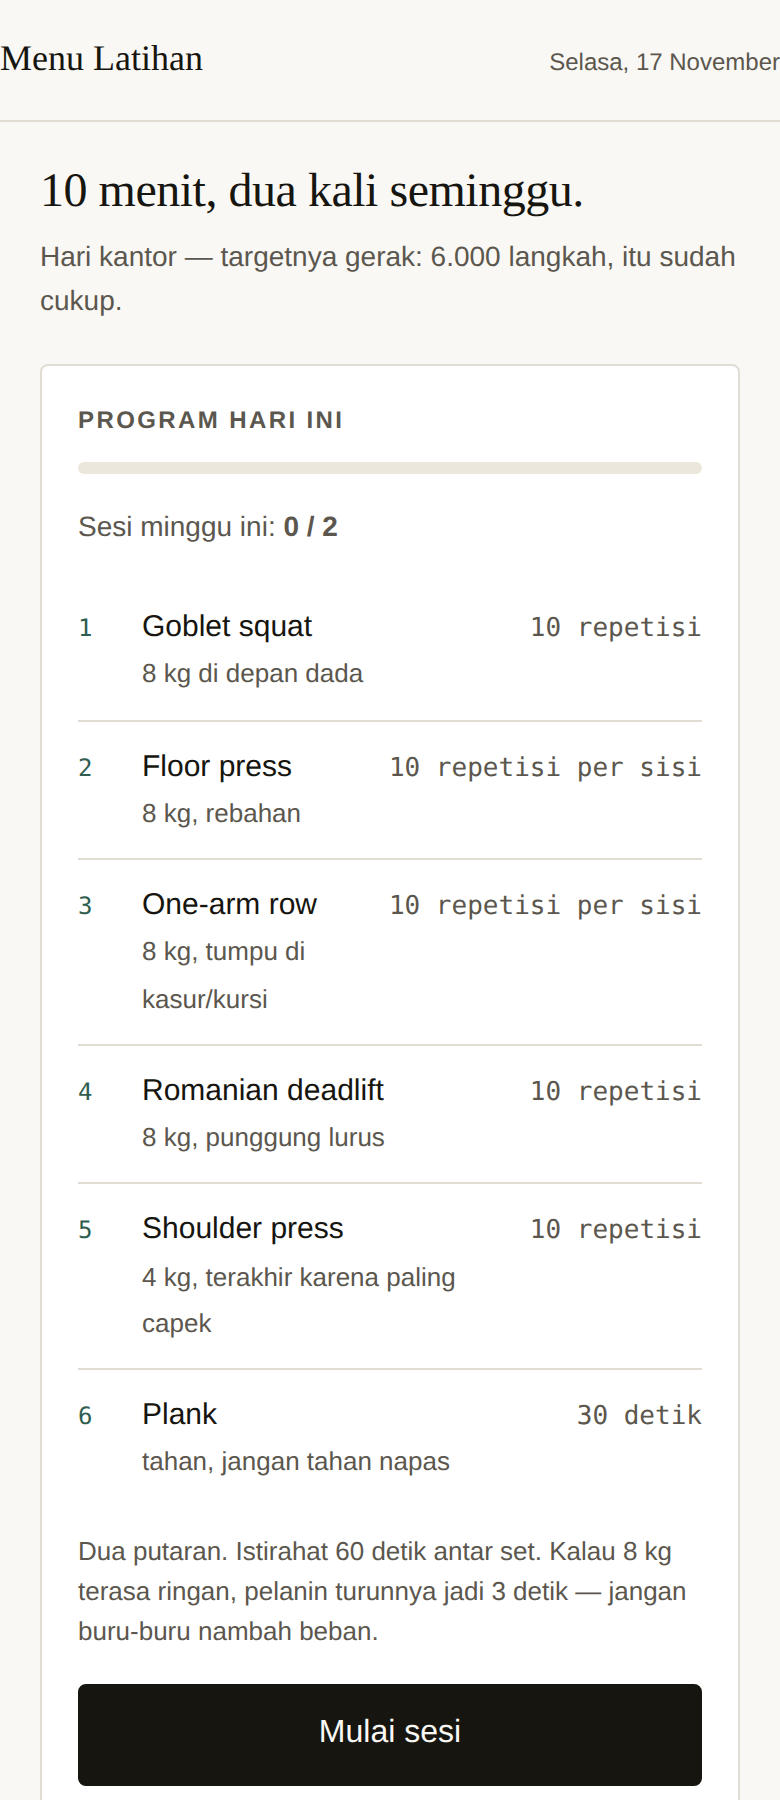 Menu Latihan
Selasa, 17 November
10 menit, dua kali seminggu.
Hari kantor — targetnya gerak: 6.000 langkah, itu sudah
cukup.
PROGRAM HARI INI
Sesi minggu ini: 0 / 2
1 Goblet squat 10 repetisi
8 kg di depan dada
2 Floor press 10 repetisi per sisi
8 kg, rebahan
3 One-arm row 10 repetisi per sisi
8 kg, tumpu di
kasur/kursi
4 Romanian deadlift 10 repetisi
8 kg, punggung lurus
5 Shoulder press 10 repetisi
4 kg, terakhir karena paling
capek
6 Plank 30 detik
tahan, jangan tahan napas
Dua putaran. Istirahat 60 detik antar set. Kalau 8 kg
terasa ringan, pelanin turunnya jadi 3 detik — jangan
buru-buru nambah beban.
Mulai sesi